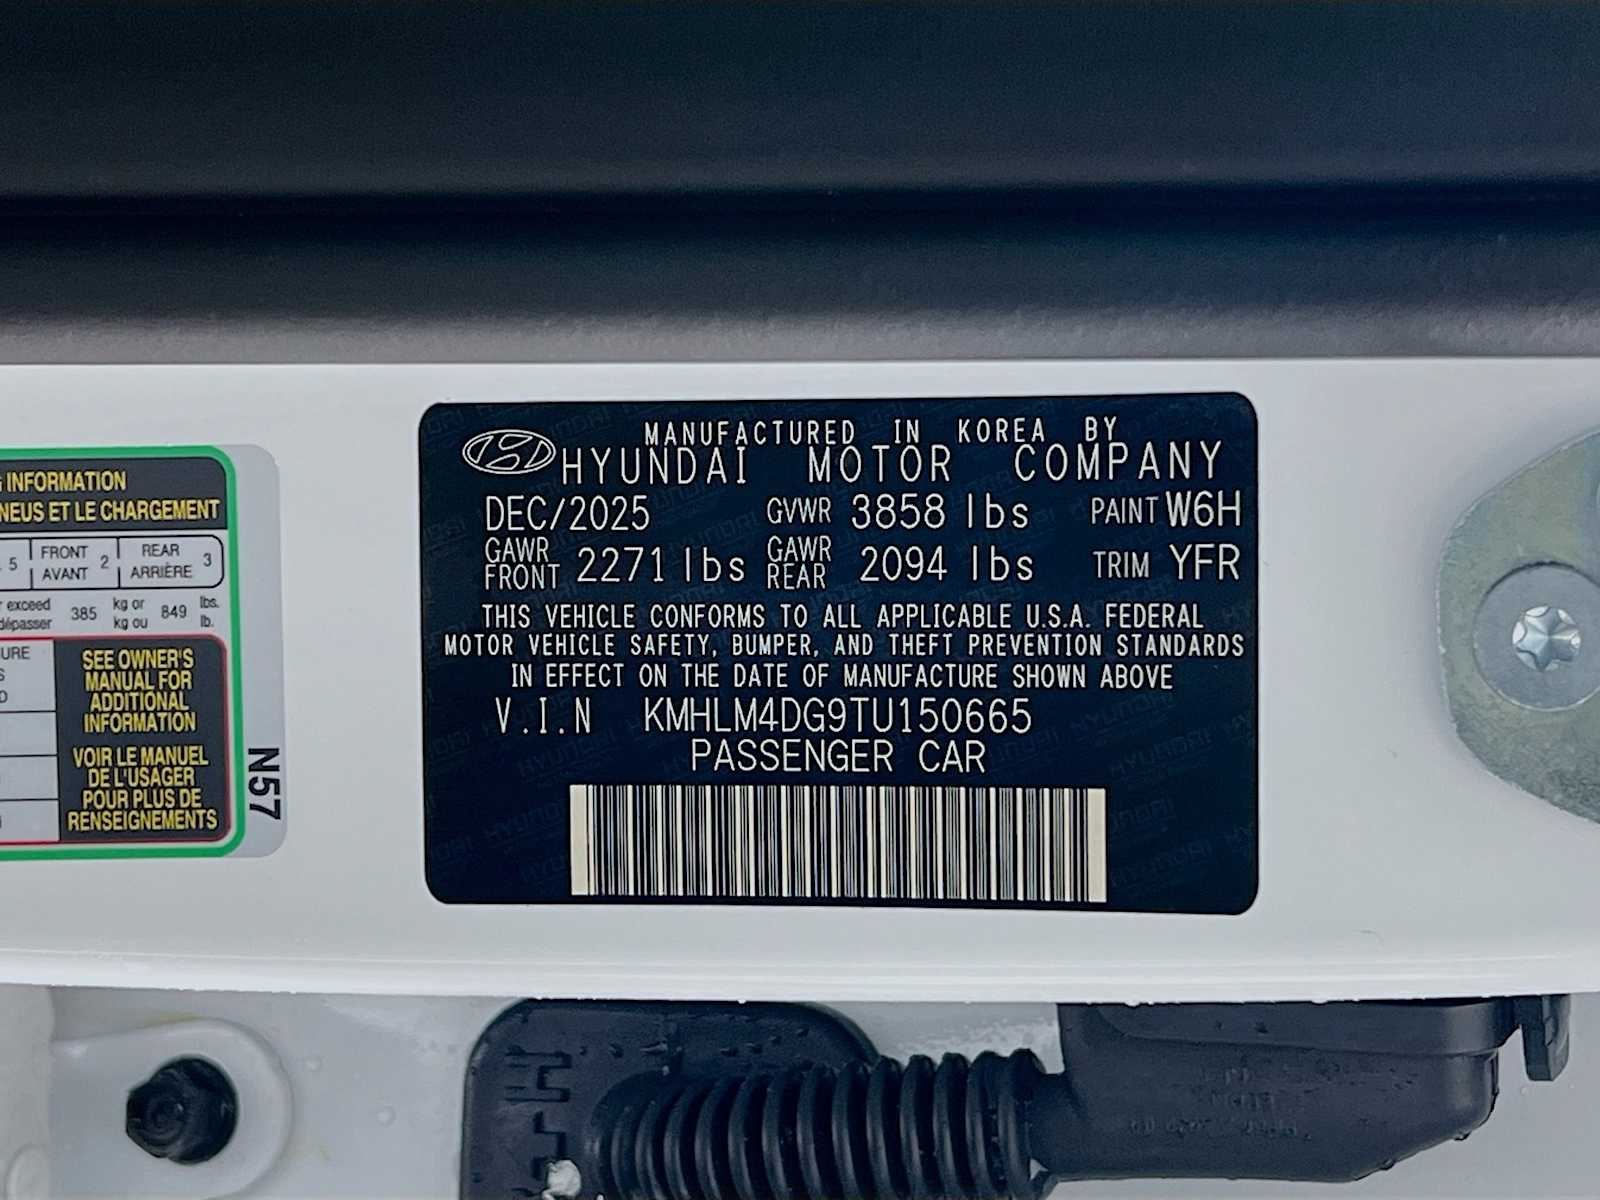 INFORMATION
NEUS ET LE CHARGEMENT
5 FRONT AVANT 2 REAR ARRIÈRE 3
exceed dépasser 385 kg or kg ou 849 lbs. lb.
SEE OWNER'S
MANUAL FOR
ADDITIONAL
INFORMATION
VOIR LE MANUEL
DE L'USAGER
POUR PLUS DE
RENSEIGNEMENTS
N57
MANUFACTURED IN KOREA BY
HYUNDAI MOTOR COMPANY
DEC/2025 GVWR 3858 lbs PAINT W6H
GAWR FRONT 2271 lbs GAWR REAR 2094 lbs TRIM YFR
THIS VEHICLE CONFORMS TO ALL APPLICABLE U.S.A. FEDERAL
MOTOR VEHICLE SAFETY, BUMPER, AND THEFT PREVENTION STANDARDS
IN EFFECT ON THE DATE OF MANUFACTURE SHOWN ABOVE
V.I.N KMHLM4DG9TU150665
PASSENGER CAR